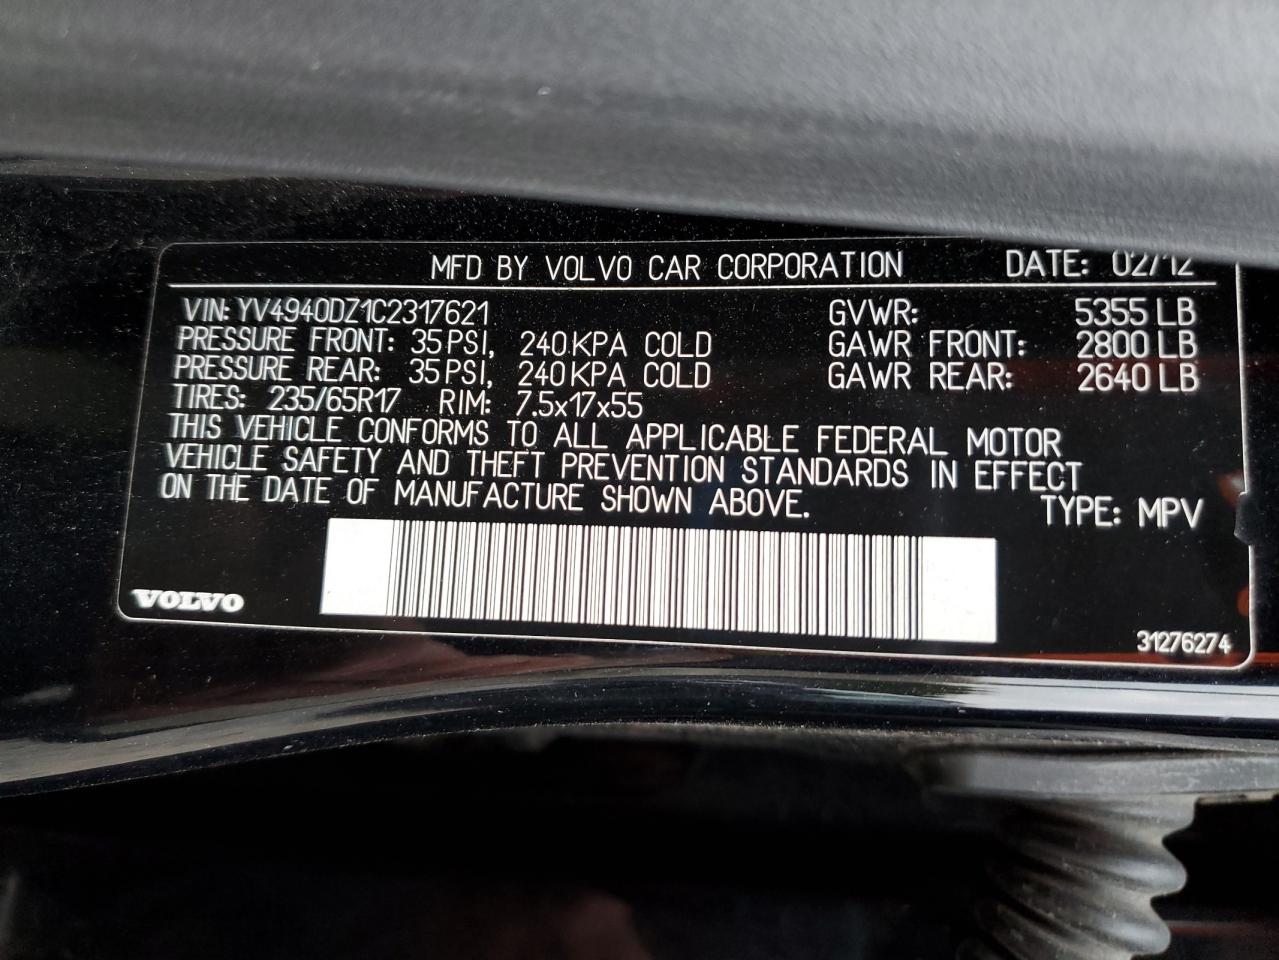 MFD BY VOLVO CAR CORPORATION DATE: 02/12
VIN: YV4940DZ1C2317621 GVWR: 5355 LB
PRESSURE FRONT: 35 PSI, 240 KPA COLD GAWR FRONT: 2800 LB
PRESSURE REAR: 35 PSI, 240 KPA COLD GAWR REAR: 2640 LB
TIRES: 235/65R17 RIM: 7.5x17x55
THIS VEHICLE CONFORMS TO ALL APPLICABLE FEDERAL MOTOR
VEHICLE SAFETY AND THEFT PREVENTION STANDARDS IN EFFECT
ON THE DATE OF MANUFACTURE SHOWN ABOVE. TYPE: MPV
VOLVO
31276274